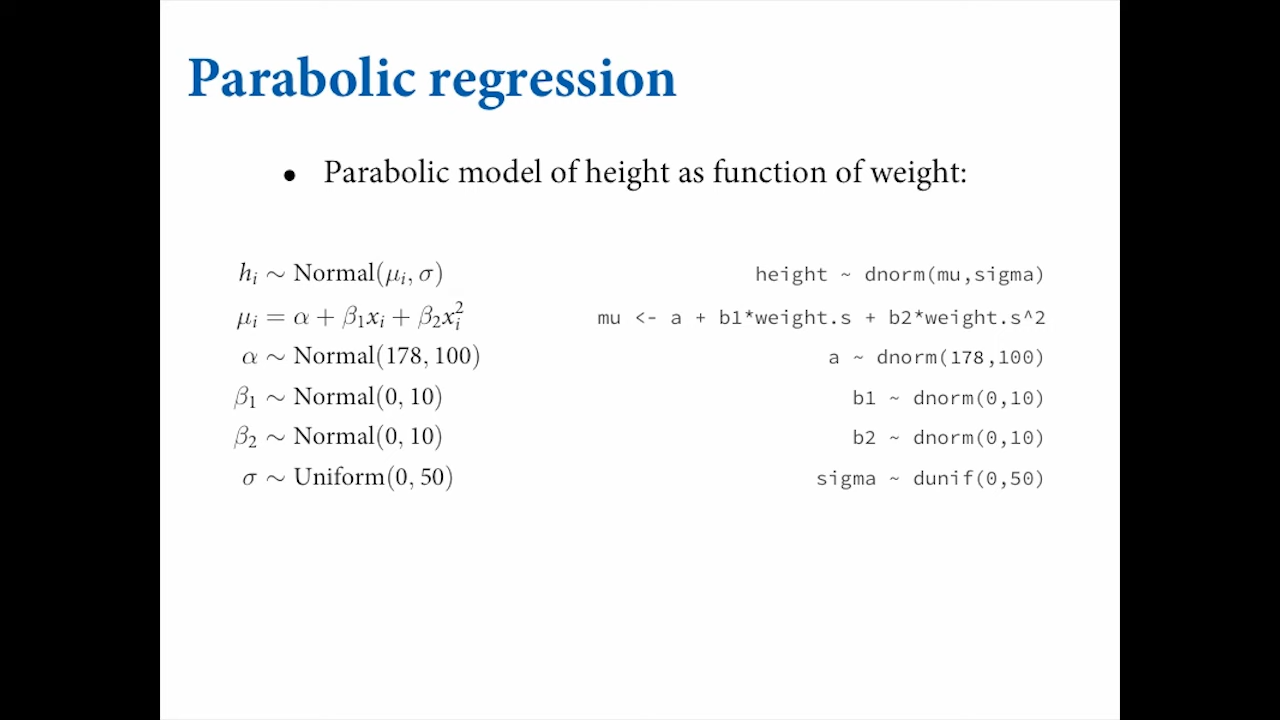 Parabolic regression
• Parabolic model of height as function of weight:
hᵢ ~ Normal(μᵢ, σ) height ~ dnorm(mu,sigma)
μᵢ = α + β₁xᵢ + β₂xᵢ² mu <- a + b1*weight.s + b2*weight.s^2
α ~ Normal(178, 100) a ~ dnorm(178,100)
β₁ ~ Normal(0, 10) b1 ~ dnorm(0,10)
β₂ ~ Normal(0, 10) b2 ~ dnorm(0,10)
σ ~ Uniform(0, 50) sigma ~ dunif(0,50)